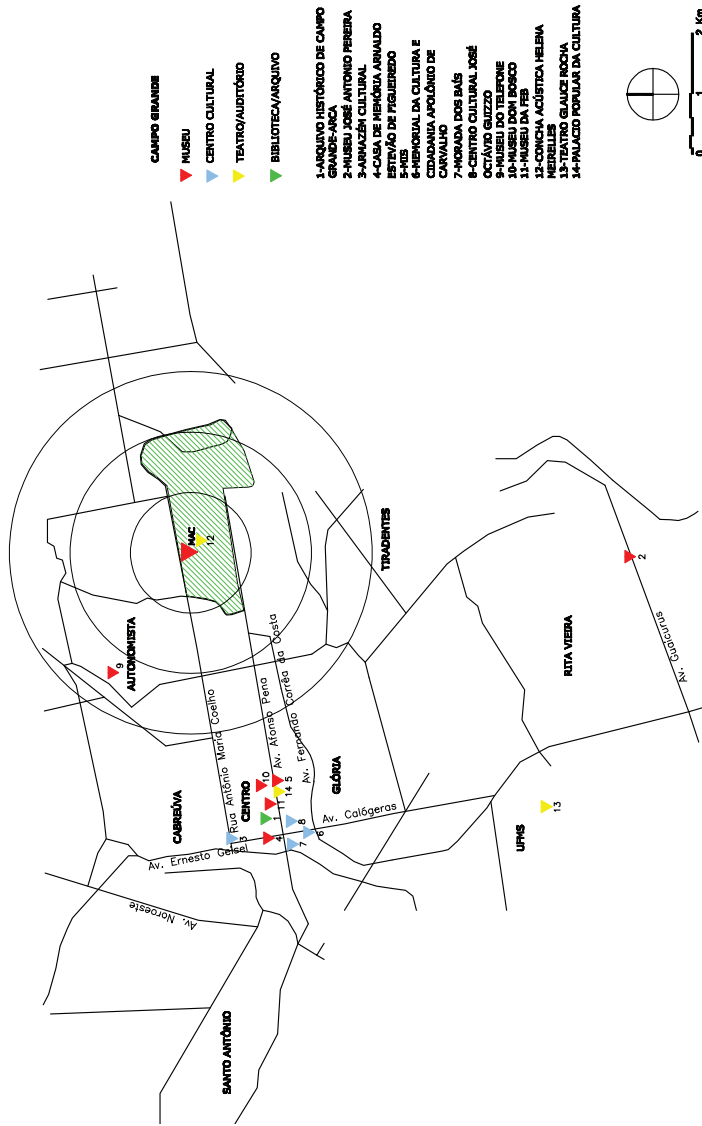 CAMPO GRANDE
MUSEU
CENTRO CULTURAL
TEATRO/AUDITÓRIO
BIBLIOTECA/ARQUIVO
1-ARQUIVO HISTÓRICO DE CAMPO
GRANDE-ARCA
2-MUSEU JOSÉ ANTONIO PEREIRA
3-ARMAZÉM CULTURAL
4-CASA DE MEMÓRIA ARNALDO
ESTEVÃO DE FIGUEIREDO
5-MIS
6-MEMORIAL DA CULTURA E
CIDADANIA APOLÔNIO DE
CARVALHO
7-MORADA DOS BAÍS
8-CENTRO CULTURAL JOSÉ
OCTÁVIO GUIZZO
9-MUSEU DO TELEFONE
10-MUSEU DOM BOSCO
11-MUSEU DA FEB
12-CONCHA ACÚSTICA HELENA
MEIRELLES
13-TEATRO GLAUCE ROCHA
14-PALACIO POPULAR DA CULTURA
0 1 2 Km
MAC
12
TIRADENTES
AUTONOMISTA
9
Rua Antônio Maria Coelho
Av. Afonso Pena
Av. Fernando Corrêa da Costa
CABREÚVA
CENTRO
GLÓRIA
10
5
14
11
1
8
6
3
4
7
Av. Calógeras
Av. Ernesto Geisel
Av. Noroeste
SANTO ANTÔNIO
RITA VIEIRA
2
Av. Guaicurus
UFMS
13